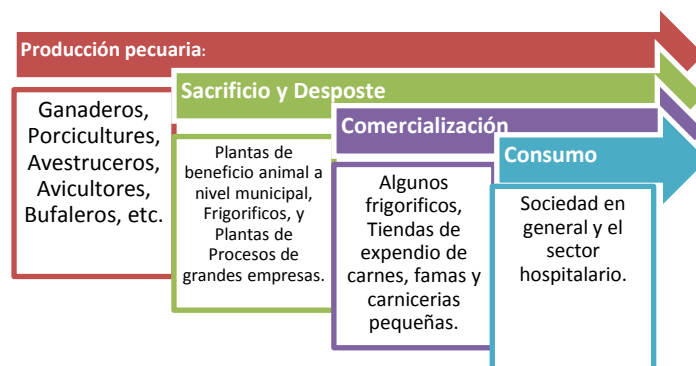 Producción pecuaria:
Ganaderos,
Porcicultures,
Avestruceros,
Avicultores,
Bufaleros, etc.
Sacrificio y Desposte
Plantas de
beneficio animal a
nivel municipal,
Frigorificos, y
Plantas de
Procesos de
grandes empresas.
Comercialización
Algunos
frigorificos,
Tiendas de
expendio de
carnes, famas y
carnicerias
pequeñas.
Consumo
Sociedad en
general y el
sector
hospitalario.